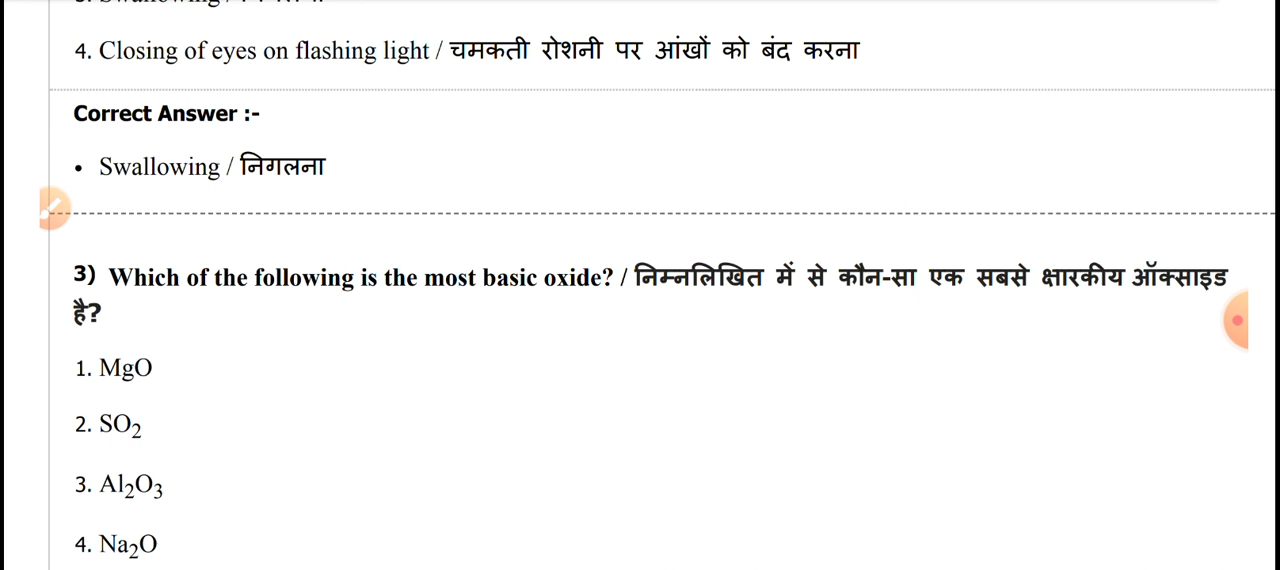 4. Closing of eyes on flashing light / चमकती रोशनी पर आंखों को बंद करना
Correct Answer :-
• Swallowing / निगलना
3) Which of the following is the most basic oxide? / निम्नलिखित में से कौन-सा एक सबसे क्षारकीय ऑक्साइड
है?
1. MgO
2. SO₂
3. Al₂O₃
4. Na₂O